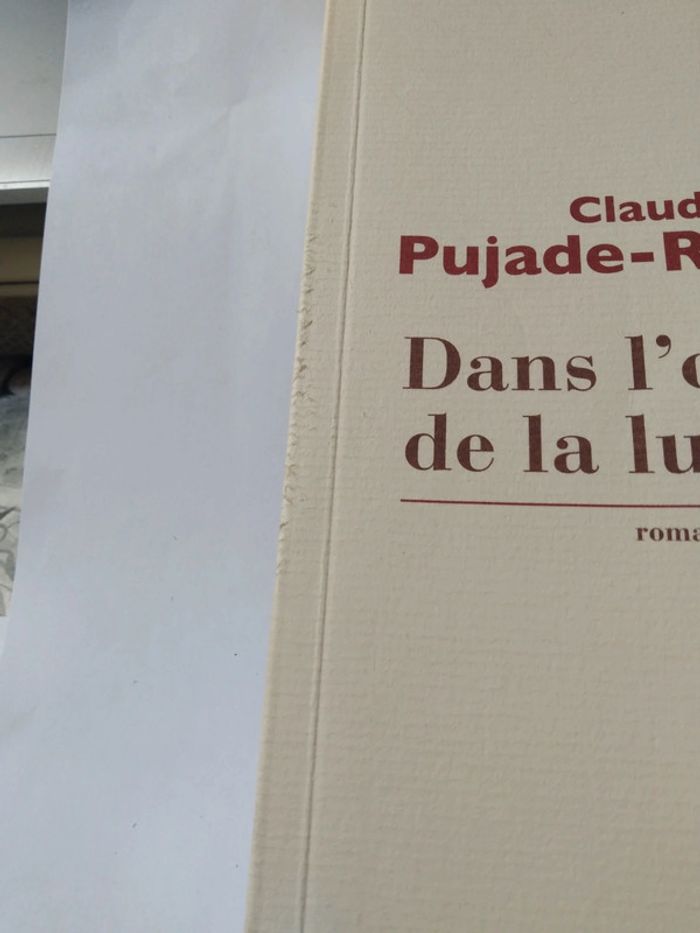 Claud
Pujade-R
Dans l'o
de la lu
roma